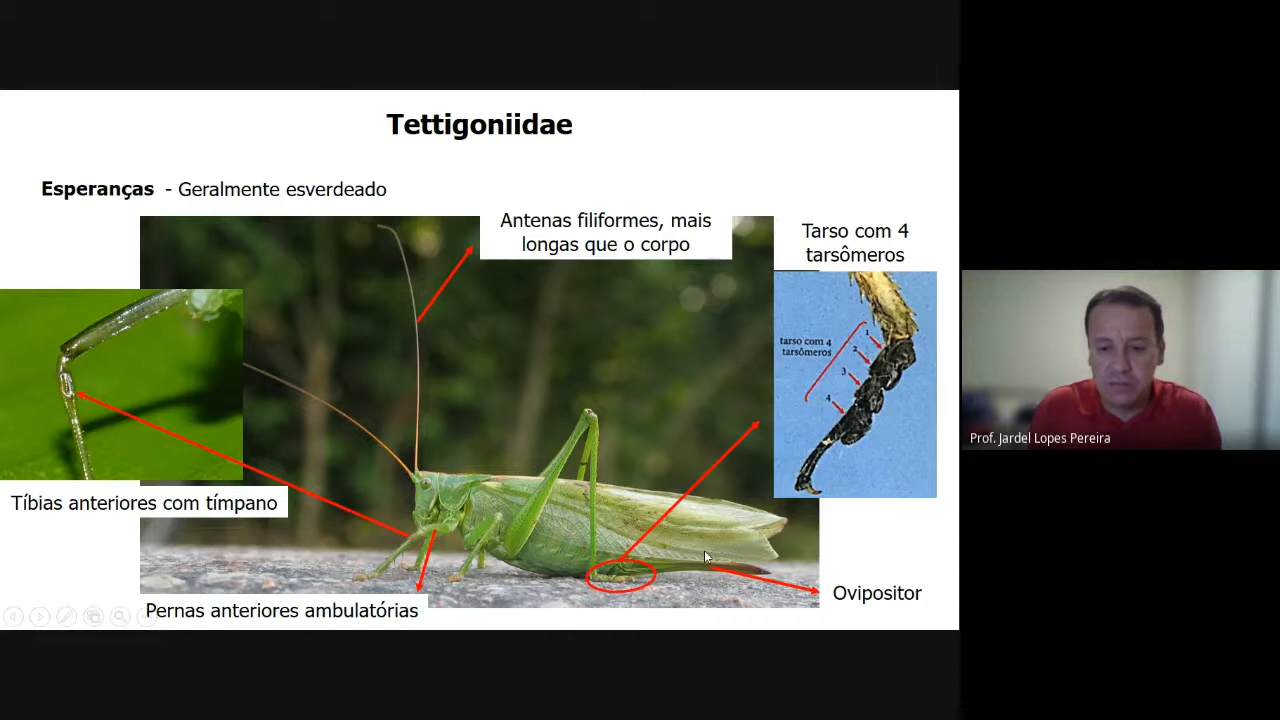 Tettigoniidae
Esperanças - Geralmente esverdeado
Antenas filiformes, mais
longas que o corpo
Tarso com 4
tarsômeros
tarso com 4
tarsômeros
1
2
3
4
Tíbias anteriores com tímpano
Pernas anteriores ambulatórias
Ovipositor
Prof. Jardel Lopes Pereira